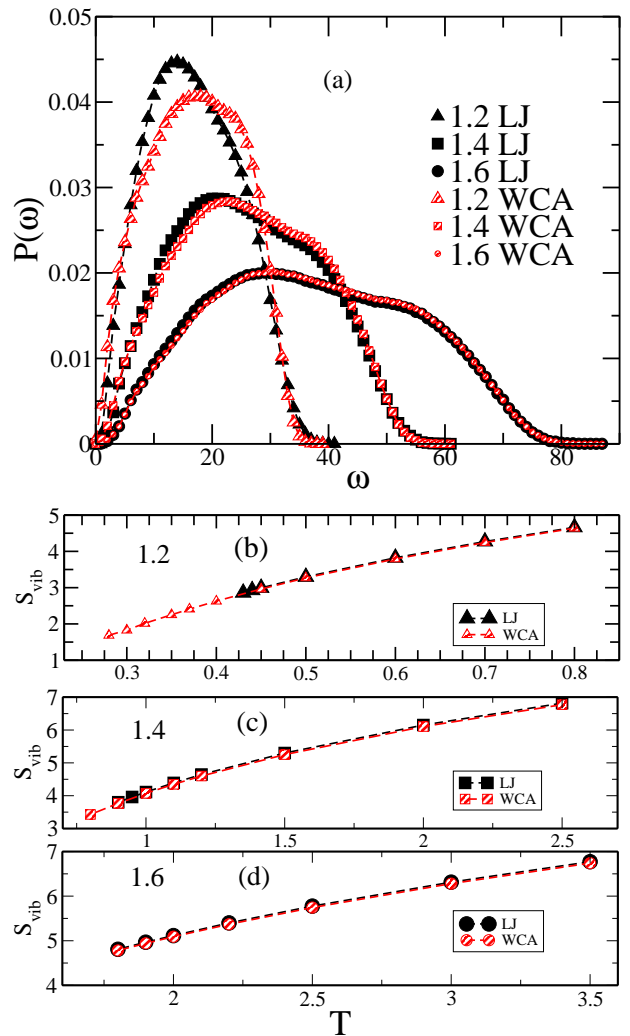 0.05
(a)
0.04
1.2 LJ
1.4 LJ
1.6 LJ
0.03
1.2 WCA
1.4 WCA
1.6 WCA
P(ω)
0.02
0.01
0
0 20 40 60 80
ω
5
1.2 (b)
4
3
S_vib
2
LJ
WCA
1
0.3 0.4 0.5 0.6 0.7 0.8
7
1.4 (c)
6
5
S_vib
4
LJ
WCA
3
1 1.5 2 2.5
7
1.6 (d)
6
S_vib
5
LJ
WCA
4
2 2.5 3 3.5
T